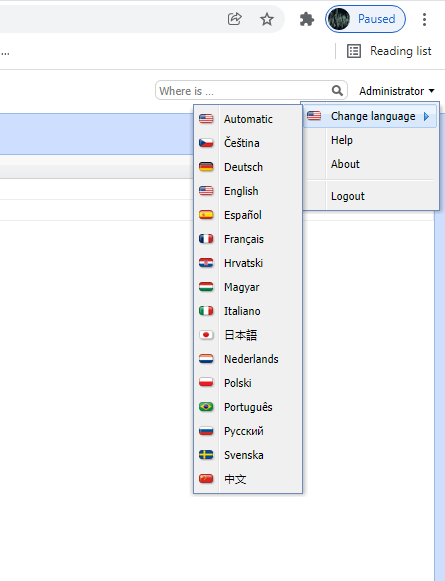 Paused
...
Reading list
Where is ...
Administrator
Change language
Help
About
Logout
Automatic
Čeština
Deutsch
English
Español
Français
Hrvatski
Magyar
Italiano
日本語
Nederlands
Polski
Português
Русский
Svenska
中文